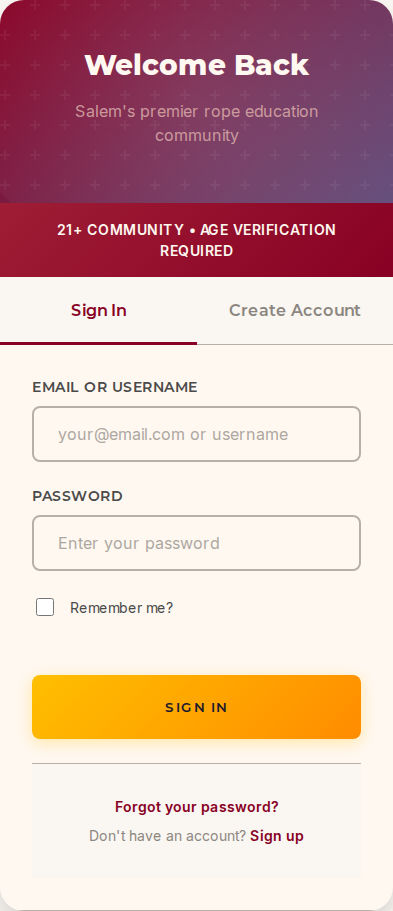 Welcome Back
Salem's premier rope education
community
21+ COMMUNITY • AGE VERIFICATION
REQUIRED
Sign In
Create Account
EMAIL OR USERNAME
your@email.com or username
PASSWORD
Enter your password
Remember me?
SIGN IN
Forgot your password?
Don't have an account? Sign up